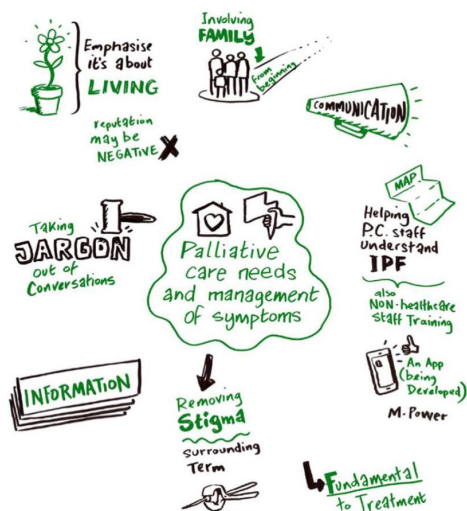 Emphasise
it's about
LIVING
reputation
may be
NEGATIVE
Involving
FAMILY
from
beginning
COMMUNICATION
Taking
JARGON
out of
Conversations
Palliative
care needs
and management
of symptoms
MAP
Helping
P.C. staff
understand
IPF
also
NON-healthcare
staff Training
An App
(being
Developed)
M-Power
INFORMATION
Removing
Stigma
surrounding
Term
Fundamental
to Treatment